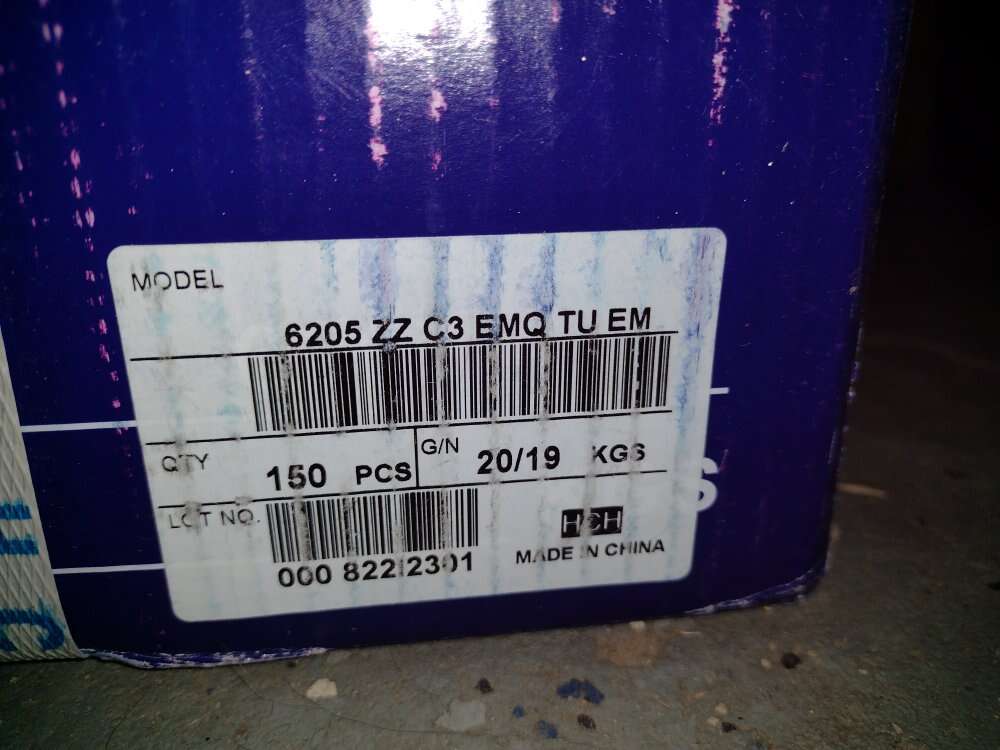 MODEL
6205 ZZ C3 EMQ TU EM
QTY 150 PCS G/N 20/19 KGS
LOT NO. HCH
MADE IN CHINA
S